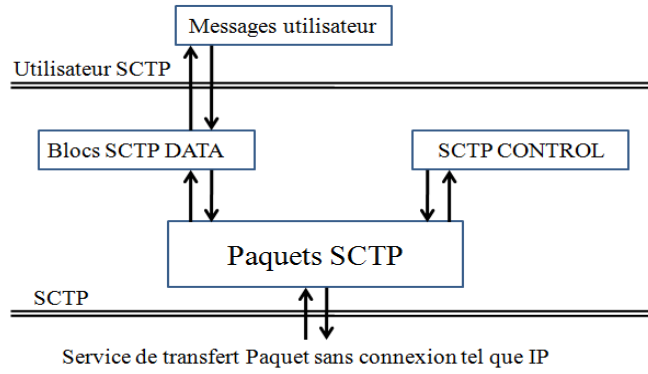 Messages utilisateur
Utilisateur SCTP
Blocs SCTP DATA
SCTP CONTROL
Paquets SCTP
SCTP
Service de transfert Paquet sans connexion tel que IP